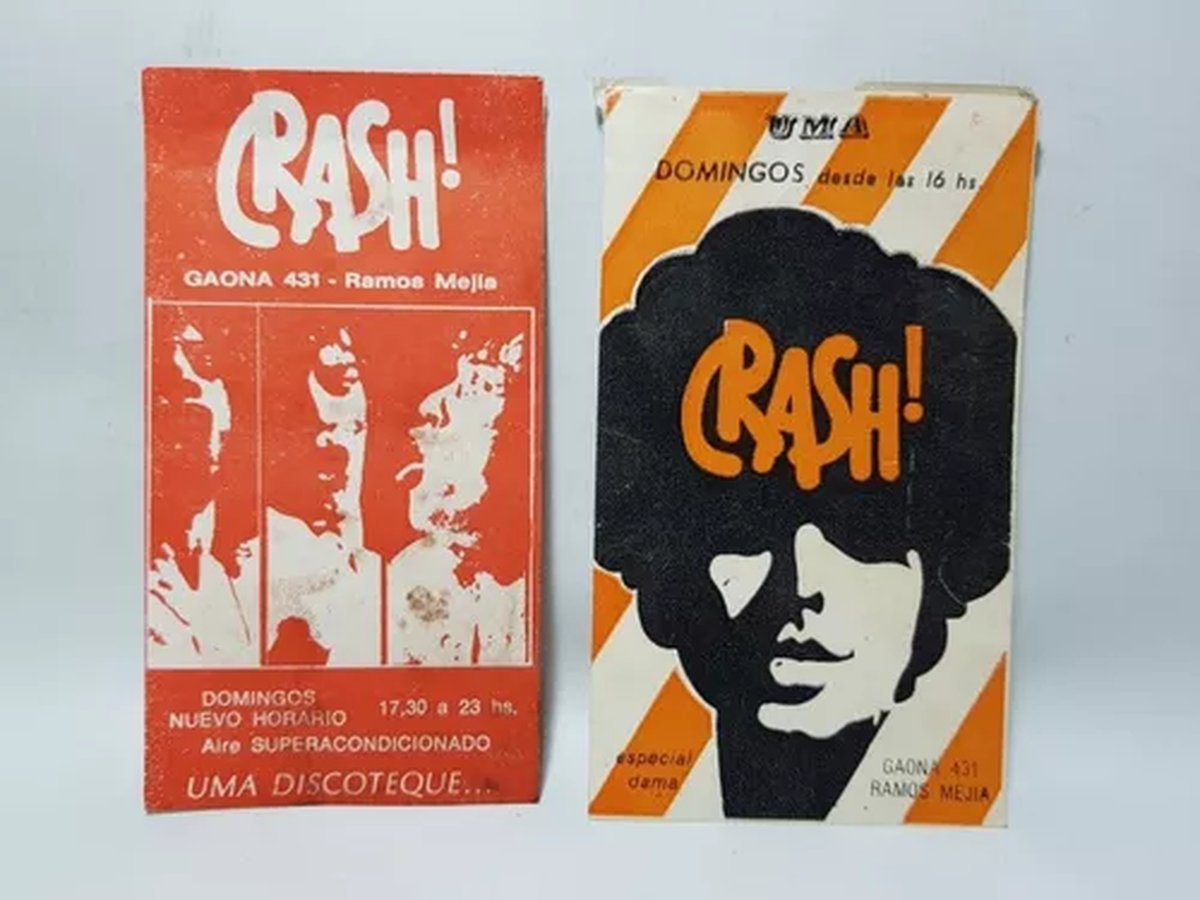 CRASH!
GAONA 431 - Ramos Mejia
DOMINGOS
NUEVO HORARIO 17,30 a 23 hs.
Aire SUPERACONDICIONADO
UMA DISCOTEQUE...
UMA
DOMINGOS desde las 16 hs.
CRASH!
especial
dama
GAONA 431
RAMOS MEJIA